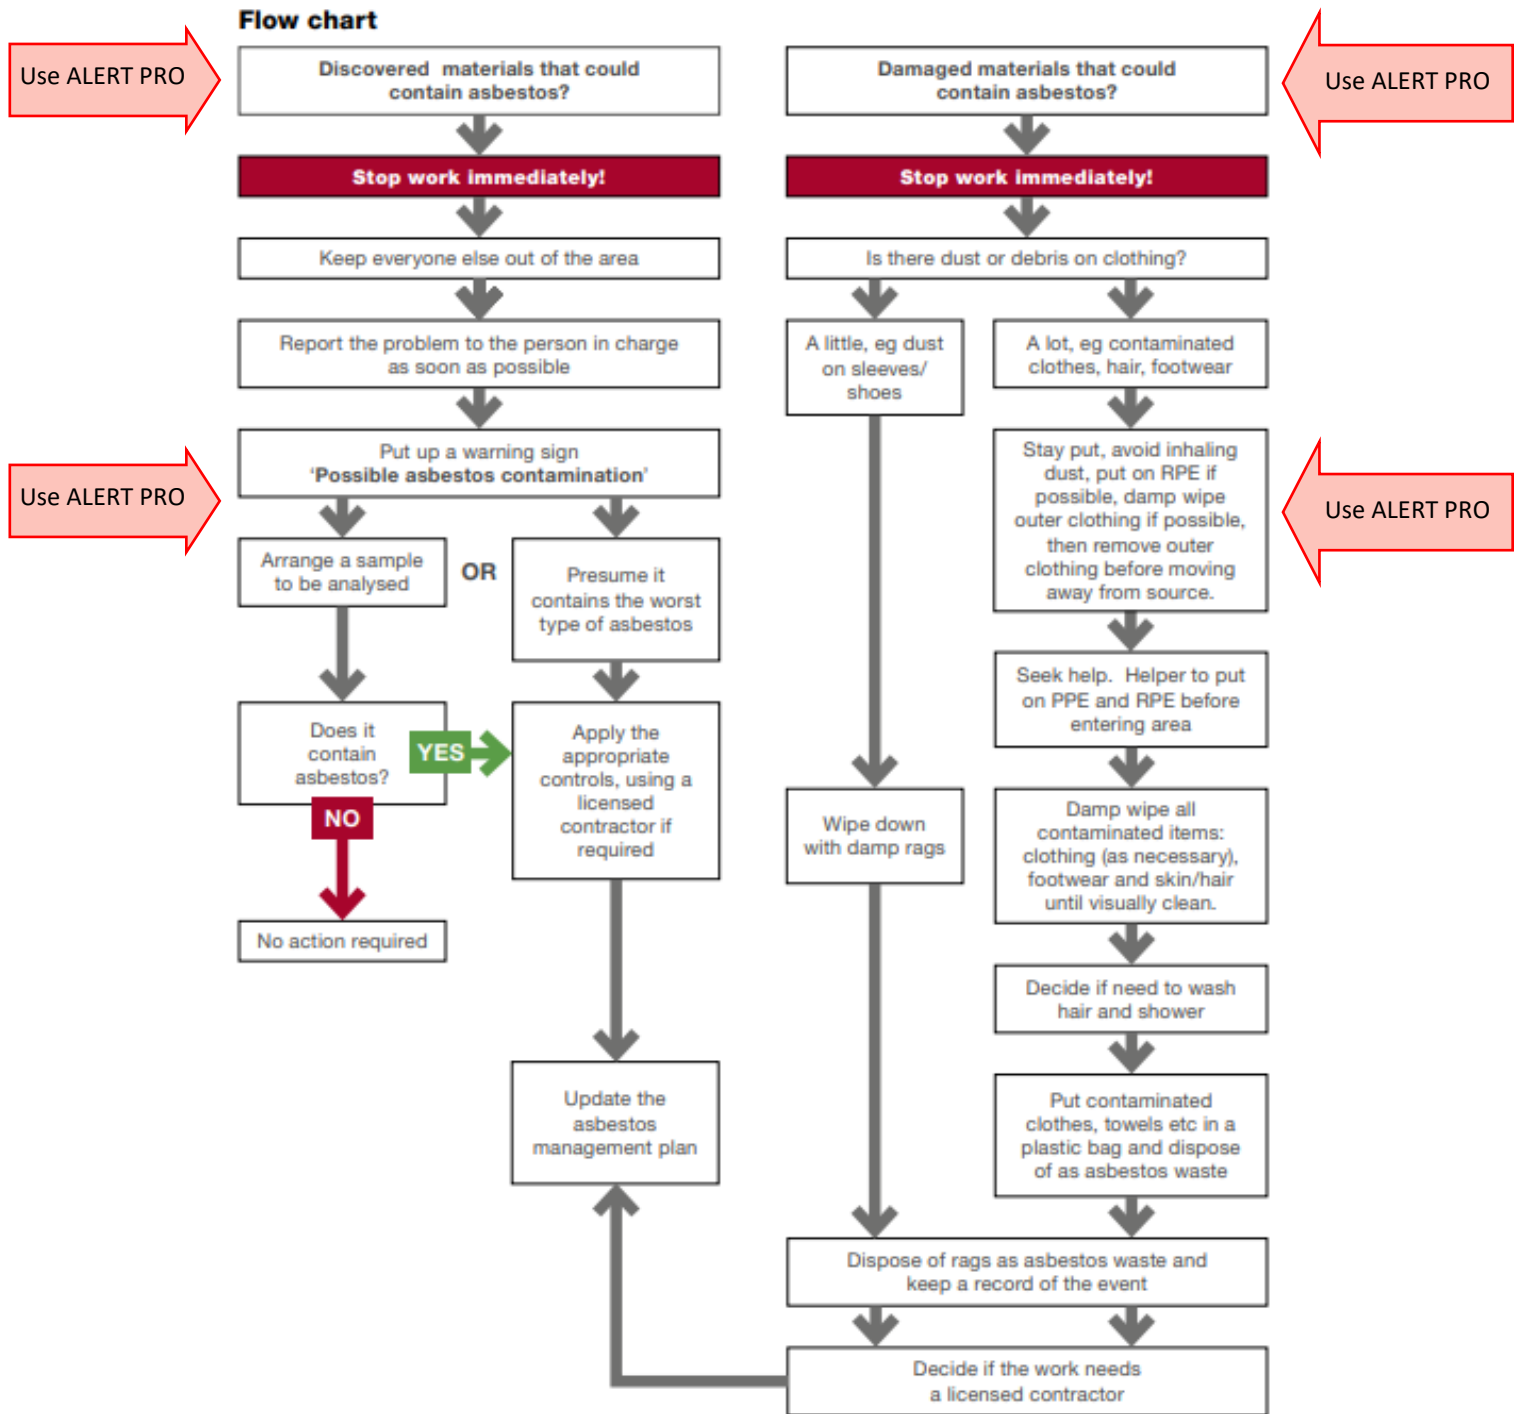 Flow chart
Use ALERT PRO
Discovered materials that could
contain asbestos?
Stop work immediately!
Keep everyone else out of the area
Report the problem to the person in charge
as soon as possible
Use ALERT PRO
Put up a warning sign
‘Possible asbestos contamination’
Arrange a sample
to be analysed
OR
Presume it
contains the worst
type of asbestos
Does it
contain
asbestos?
YES
NO
No action required
Apply the
appropriate
controls, using a
licensed
contractor if
required
Update the
asbestos
management plan
Damaged materials that could
contain asbestos?
Use ALERT PRO
Stop work immediately!
Is there dust or debris on clothing?
A little, eg dust
on sleeves/
shoes
Wipe down
with damp rags
A lot, eg contaminated
clothes, hair, footwear
Stay put, avoid inhaling
dust, put on RPE if
possible, damp wipe
outer clothing if possible,
then remove outer
clothing before moving
away from source.
Use ALERT PRO
Seek help. Helper to put
on PPE and RPE before
entering area
Damp wipe all
contaminated items:
clothing (as necessary),
footwear and skin/hair
until visually clean.
Decide if need to wash
hair and shower
Put contaminated
clothes, towels etc in a
plastic bag and dispose
of as asbestos waste
Dispose of rags as asbestos waste and
keep a record of the event
Decide if the work needs
a licensed contractor